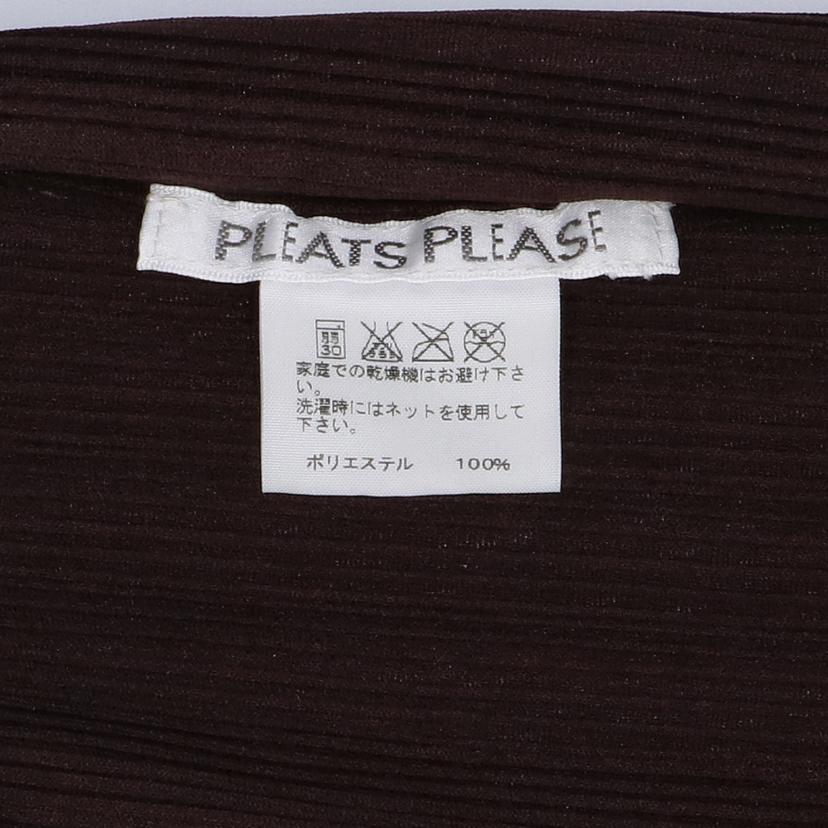 PLEATS PLEASE
弱
30
家庭での乾燥機はお避け下さ
い。
洗濯時にはネットを使用して
下さい。
ポリエステル 100%